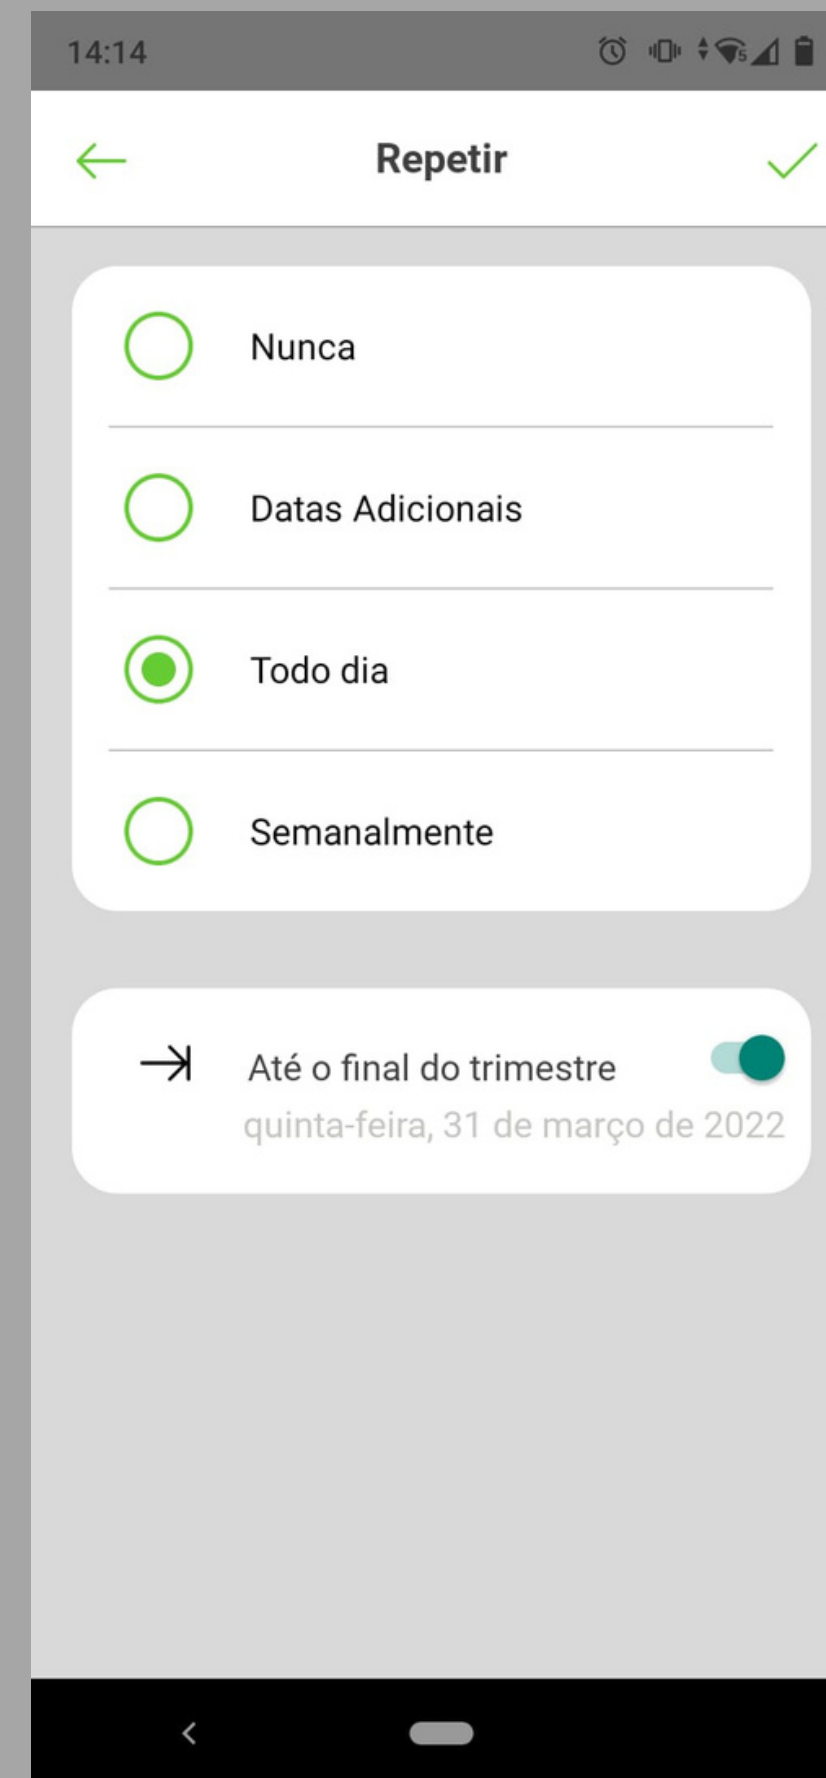 14:14
Repetir
Nunca
Datas Adicionais
Todo dia
Semanalmente
Até o final do trimestre
quinta-feira, 31 de março de 2022